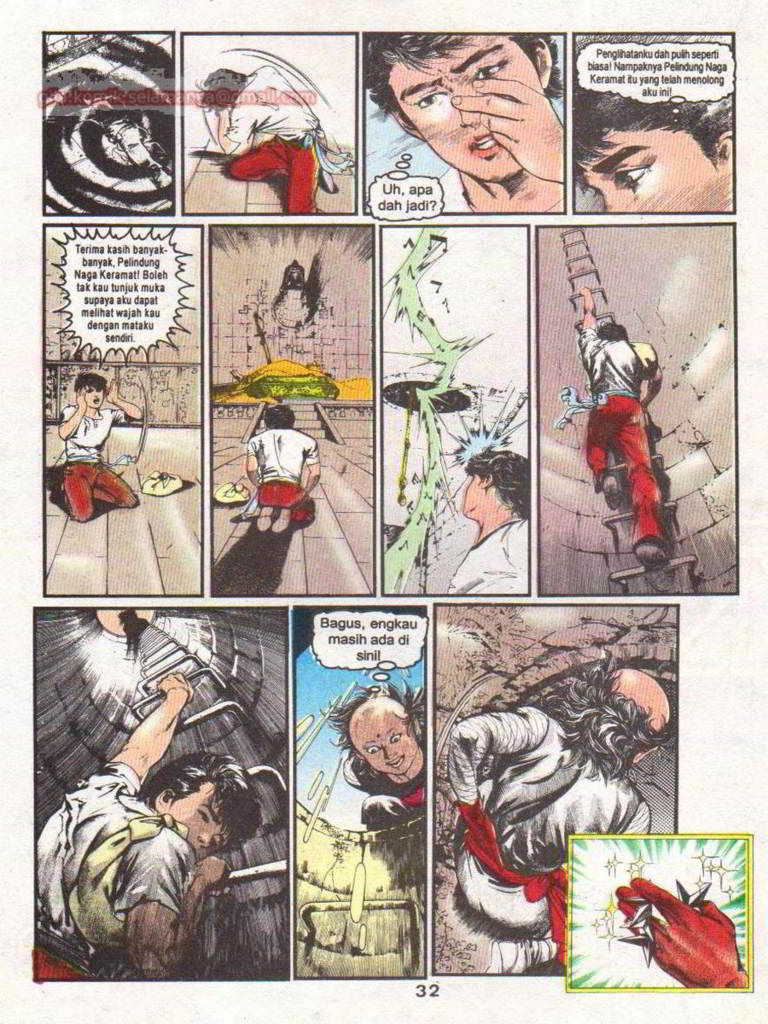 Uh, apa
dah jadi?
Penglihatanku dah pulih seperti
biasa! Nampaknya Pelindung Naga
Keramat itu yang telah menolong
aku ini!
Terima kasih banyak-
banyak, Pelindung
Naga Keramat! Boleh
tak kau tunjuk muka
supaya aku dapat
melihat wajah kau
dengan mataku
sendiri.
Bagus, engkau
masih ada di
sini!
32